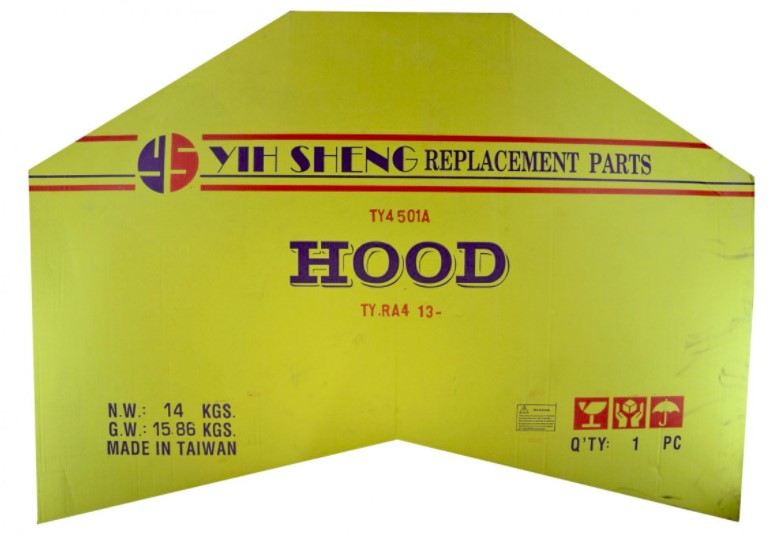 YS YIH SHENG REPLACEMENT PARTS
TY4501A
HOOD
TY.RA4 13-
N.W.: 14 KGS.
G.W.: 15.86 KGS.
MADE IN TAIWAN
Q'TY: 1 PC